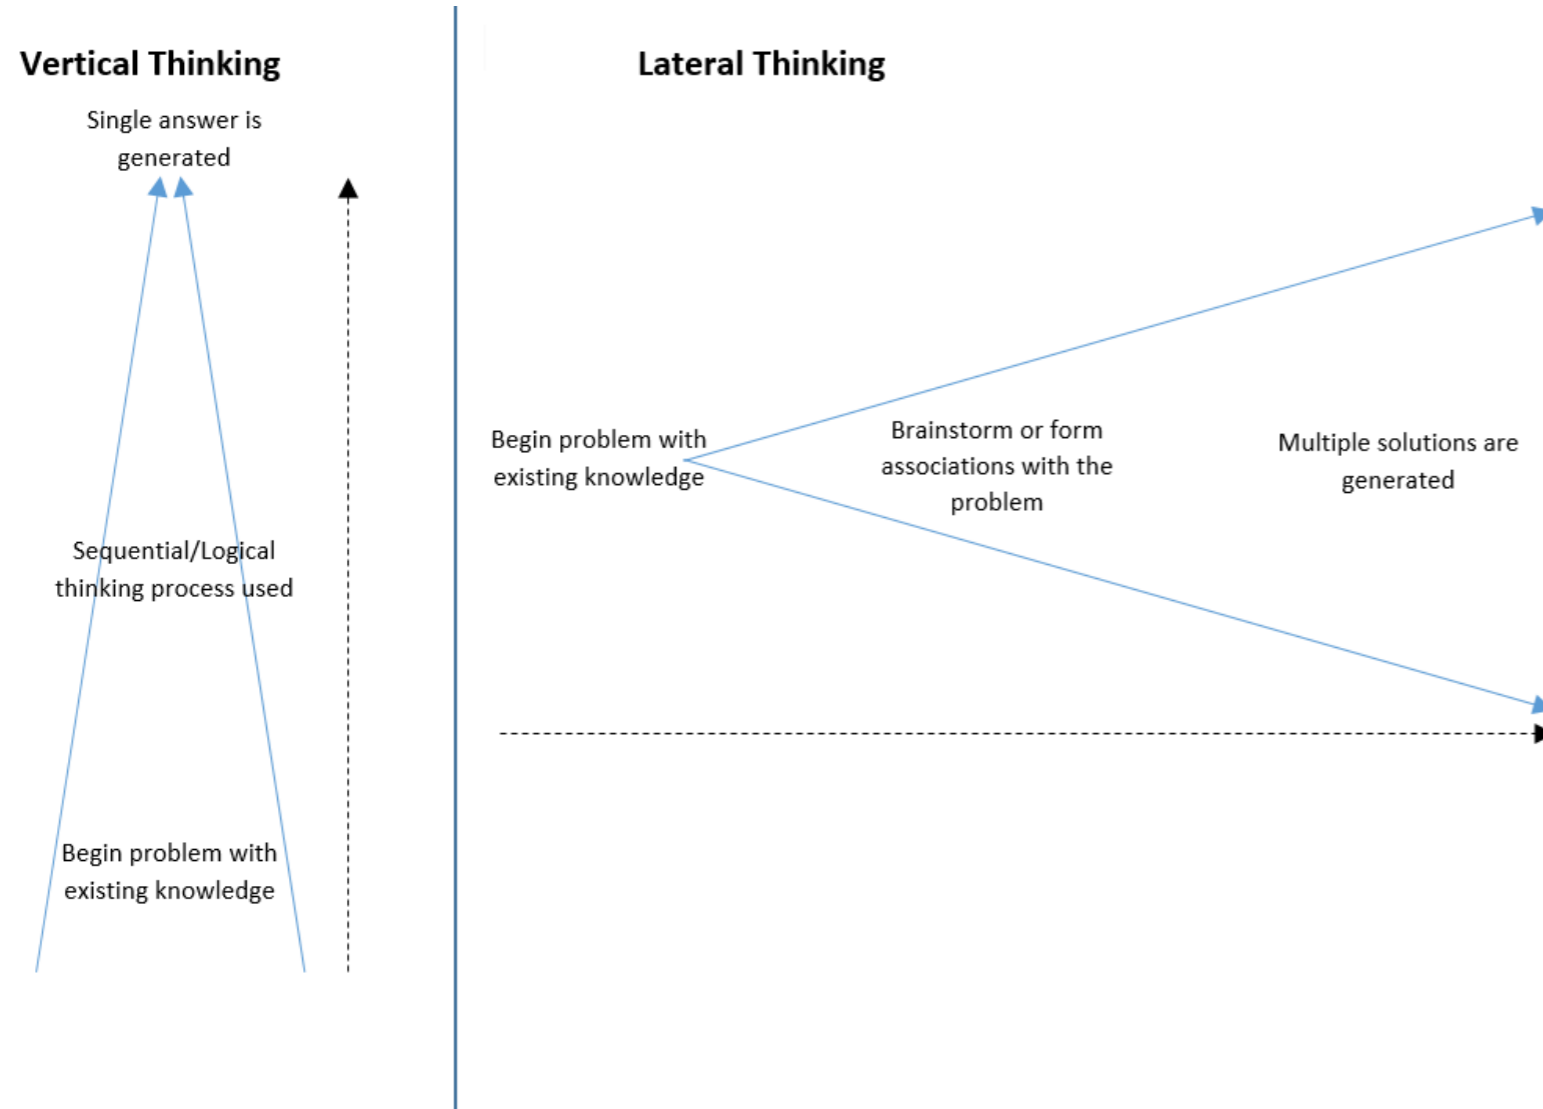 Vertical Thinking
Single answer is
generated
Sequential/Logical
thinking process used
Begin problem with
existing knowledge
Lateral Thinking
Begin problem with
existing knowledge
Brainstorm or form
associations with the
problem
Multiple solutions are
generated